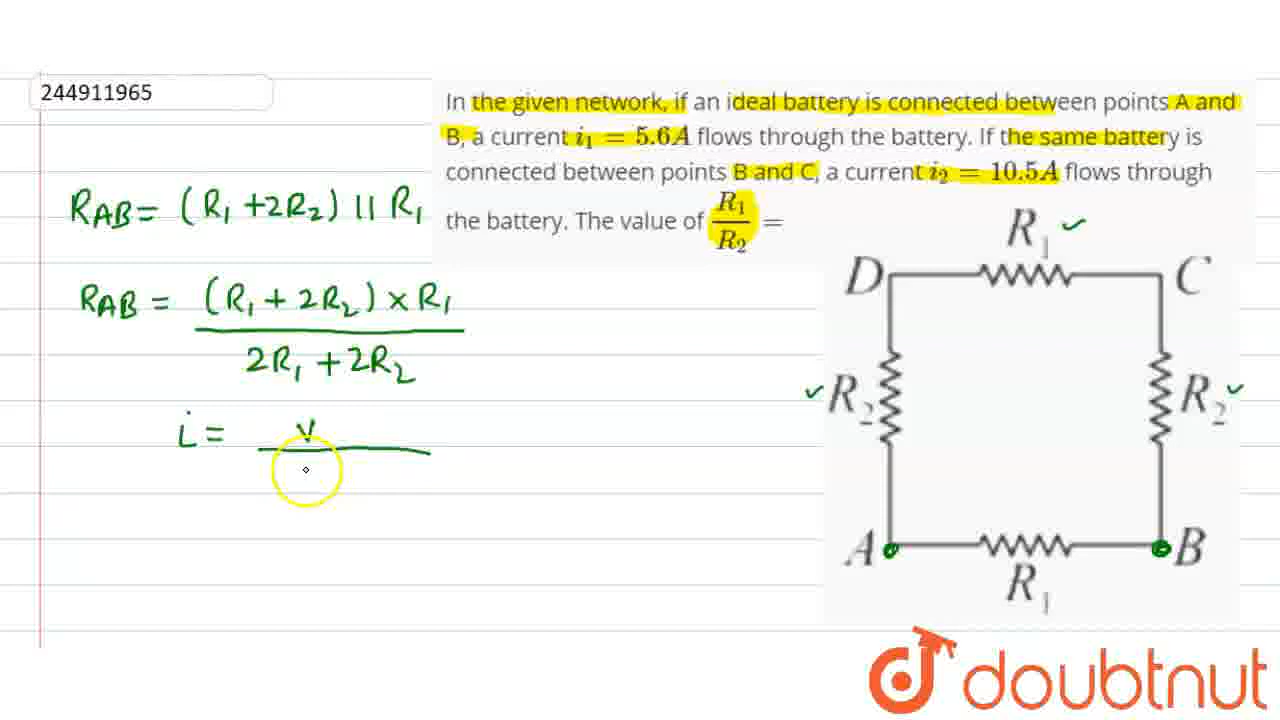 244911965
In the given network, if an ideal battery is connected between points A and
B, a current i₁ = 5.6A flows through the battery. If the same battery is
connected between points B and C, a current i₂ = 10.5A flows through
the battery. The value of R₁/R₂ =
R_AB = (R₁ + 2R₂) || R₁
R_AB = (R₁ + 2R₂) × R₁
2R₁ + 2R₂
i = V
R₁
D
C
R₂
R₂
A
B
R₁
doubtnut